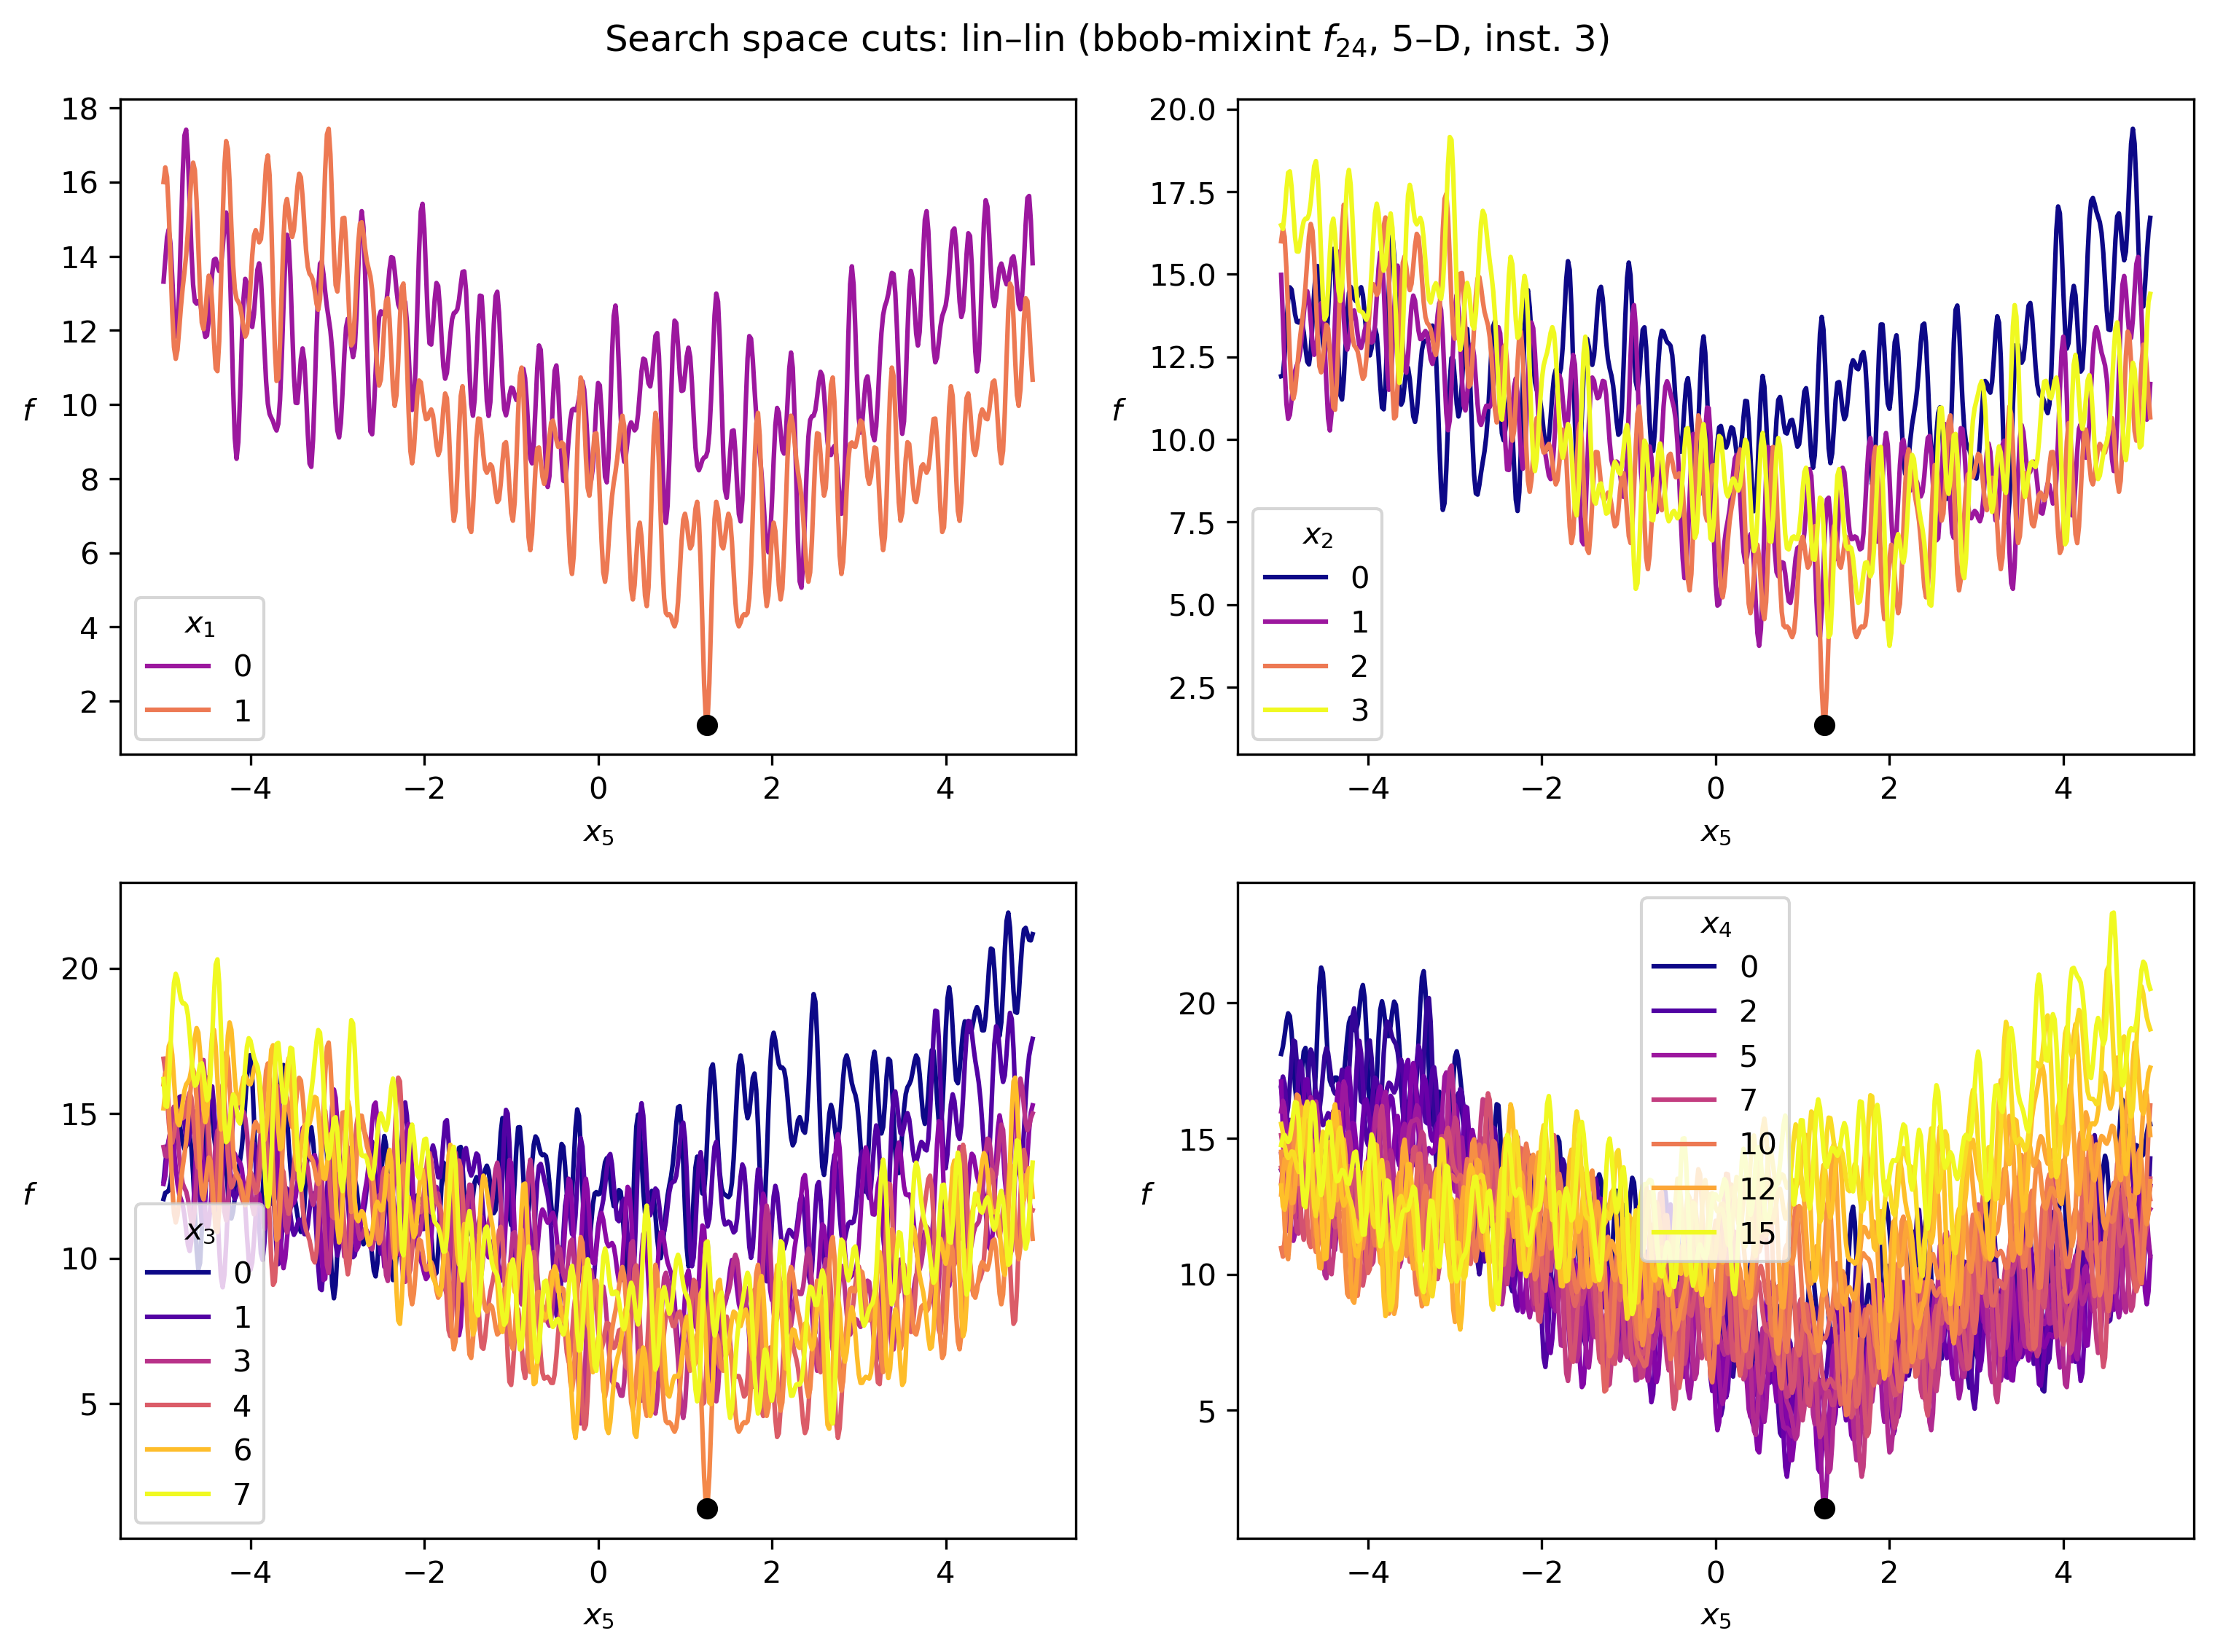 Search space cuts: lin–lin (bbob-mixint f24, 5–D, inst. 3)
18
16
14
12
10
8
6
4
2
f
x1
0
1
−4 −2 0 2 4
x5
20.0
17.5
15.0
12.5
10.0
7.5
5.0
2.5
f
x2
0
1
2
3
−4 −2 0 2 4
x5
20
15
10
5
f
x3
0
1
3
4
6
7
−4 −2 0 2 4
x5
20
15
10
5
f
x4
0
2
5
7
10
12
15
−4 −2 0 2 4
x5